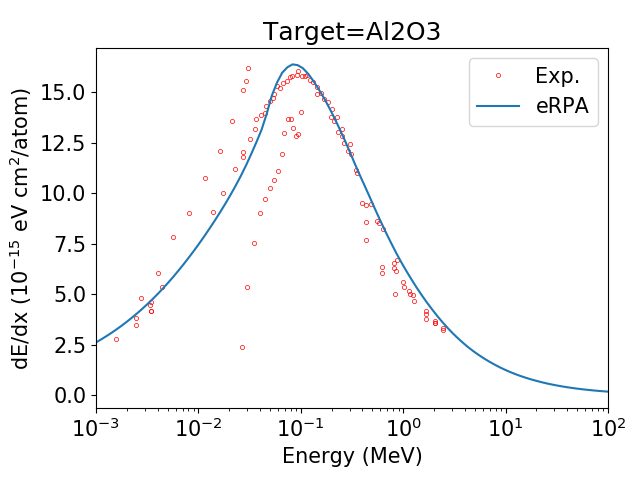 Target=Al2O3
Exp.
eRPA
dE/dx (10⁻¹⁵ eV cm²/atom)
15.0
12.5
10.0
7.5
5.0
2.5
0.0
10⁻³ 10⁻² 10⁻¹ 10⁰ 10¹ 10²
Energy (MeV)